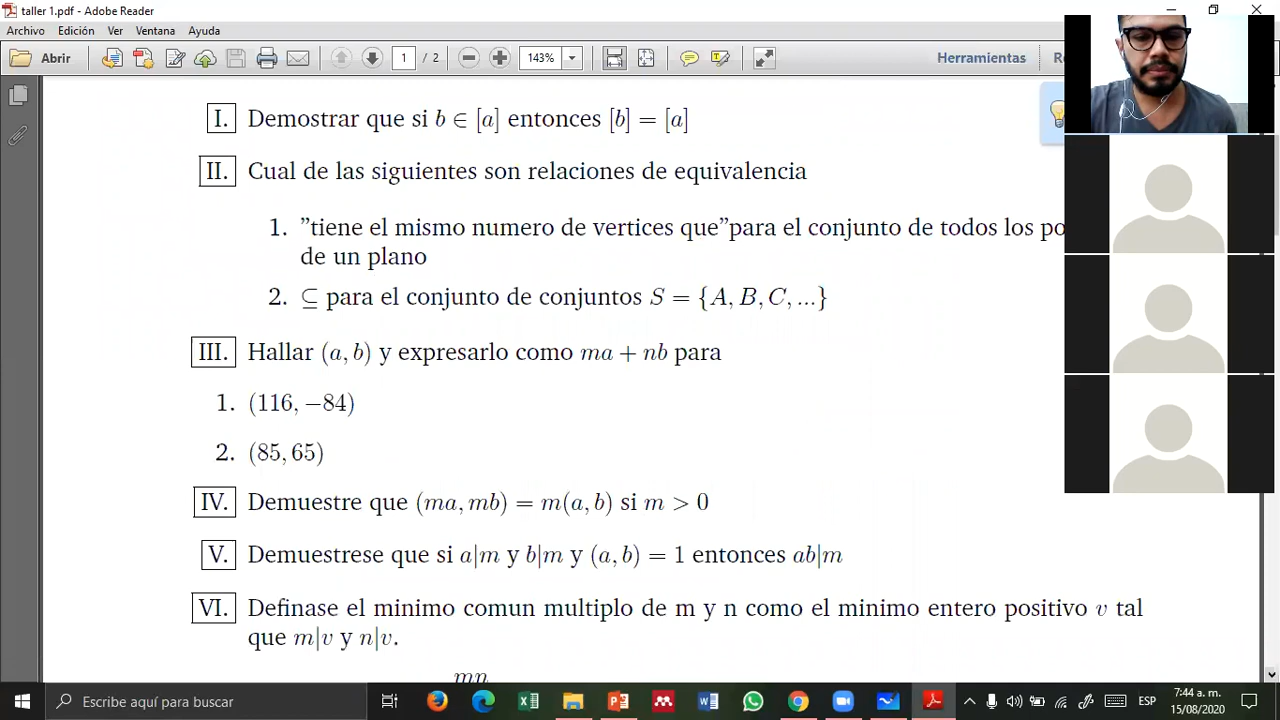 taller 1.pdf - Adobe Reader
Archivo Edición Ver Ventana Ayuda
Abrir 1 / 2 143% Herramientas
I. Demostrar que si b ∈ [a] entonces [b] = [a]
II. Cual de las siguientes son relaciones de equivalencia
1. ”tiene el mismo numero de vertices que”para el conjunto de todos los
de un plano
2. ⊆ para el conjunto de conjuntos S = {A, B, C, ...}
III. Hallar (a, b) y expresarlo como ma + nb para
1. (116, −84)
2. (85, 65)
IV. Demuestre que (ma, mb) = m(a, b) si m > 0
V. Demuestrese que si a|m y b|m y (a, b) = 1 entonces ab|m
VI. Definase el minimo comun multiplo de m y n como el minimo entero positivo v tal
que m|v y n|v.
mn
Escribe aquí para buscar
ESP
7:44 a. m.
15/08/2020